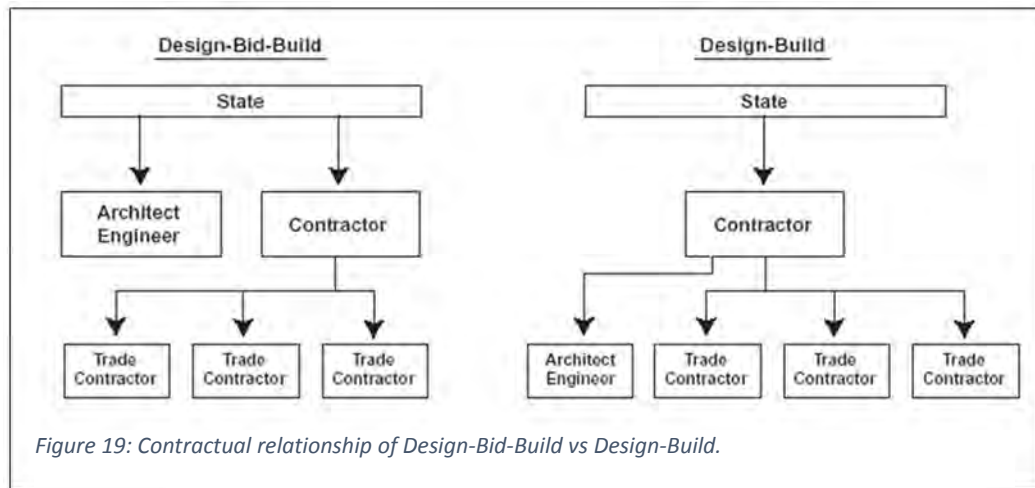 Design-Bid-Build
State
Architect
Engineer
Contractor
Trade
Contractor
Trade
Contractor
Trade
Contractor
Design-Build
State
Contractor
Architect
Engineer
Trade
Contractor
Trade
Contractor
Trade
Contractor
Figure 19: Contractual relationship of Design-Bid-Build vs Design-Build.